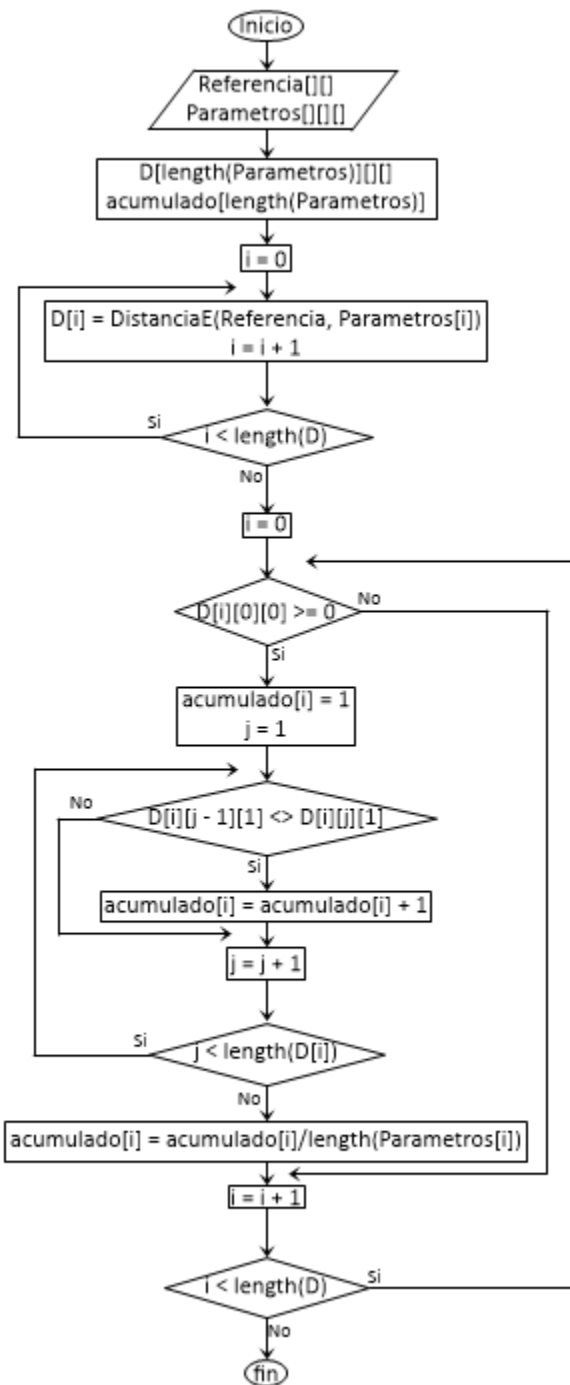 Inicio
Referencia[][]
Parametros[][][]
D[length(Parametros)][][]
acumulado[length(Parametros)]
i = 0
D[i] = DistanciaE(Referencia, Parametros[i])
i = i + 1
Si
i < length(D)
No
i = 0
D[i][0][0] >= 0
No
Si
acumulado[i] = 1
j = 1
No
D[i][j - 1][1] <> D[i][j][1]
Si
acumulado[i] = acumulado[i] + 1
j = j + 1
Si
j < length(D[i])
No
acumulado[i] = acumulado[i]/length(Parametros[i])
i = i + 1
i < length(D)
Si
No
fin